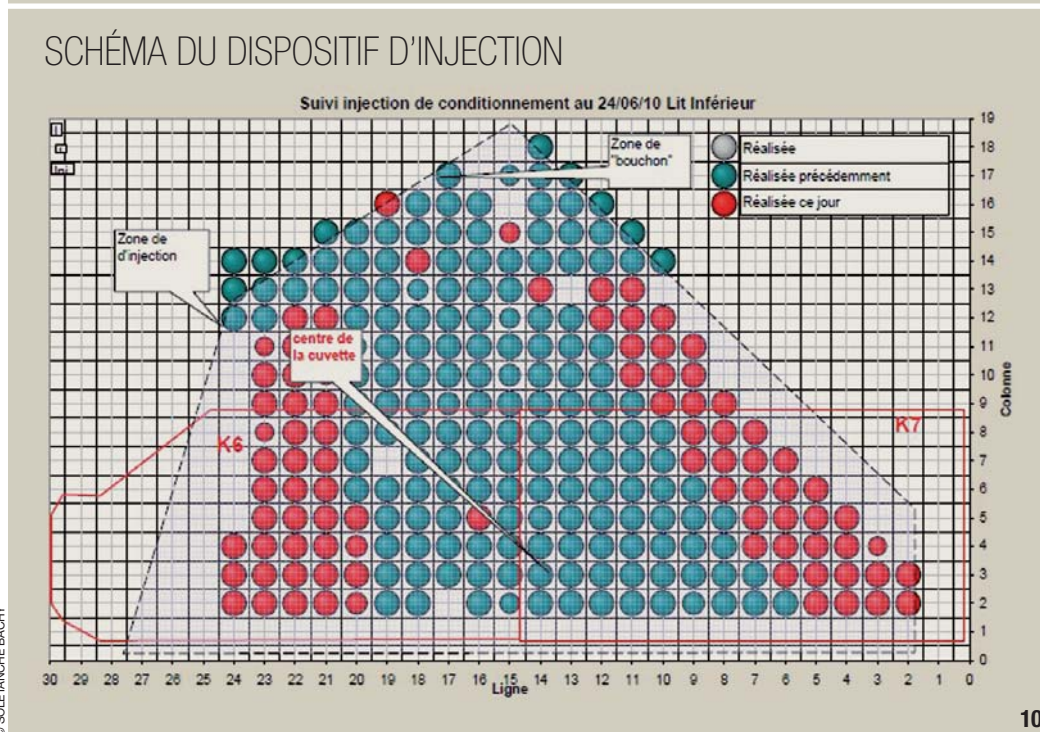 SCHÉMA DU DISPOSITIF D'INJECTION
Suivi injection de conditionnement au 24/06/10 Lit Inférieur
Zone de
"bouchon"
Réalisée
Réalisée précédemment
Réalisée ce jour
Zone de
d'injection
centre de
la cuvette
K6
K7
19
18
17
16
15
14
13
12
11
10
9
8
7
6
5
4
3
2
1
0
Colonne
30 29 28 27 26 25 24 23 22 21 20 19 18 17 16 15 14 13 12 11 10 9 8 7 6 5 4 3 2 1 0
Ligne
© SOLETANCHE BACHY
10